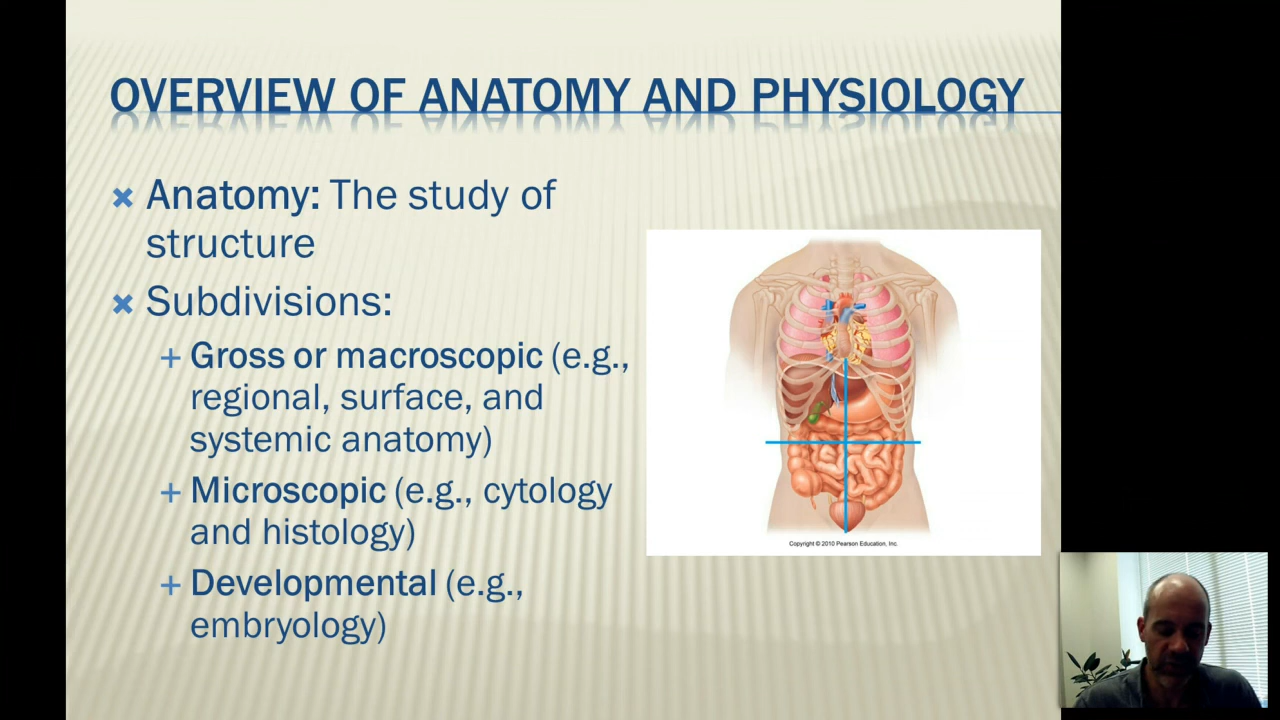 OVERVIEW OF ANATOMY AND PHYSIOLOGY
Anatomy: The study of
structure
Subdivisions:
Gross or macroscopic (e.g.,
regional, surface, and
systemic anatomy)
Microscopic (e.g., cytology
and histology)
Developmental (e.g.,
embryology)
Copyright © 2010 Pearson Education, Inc.